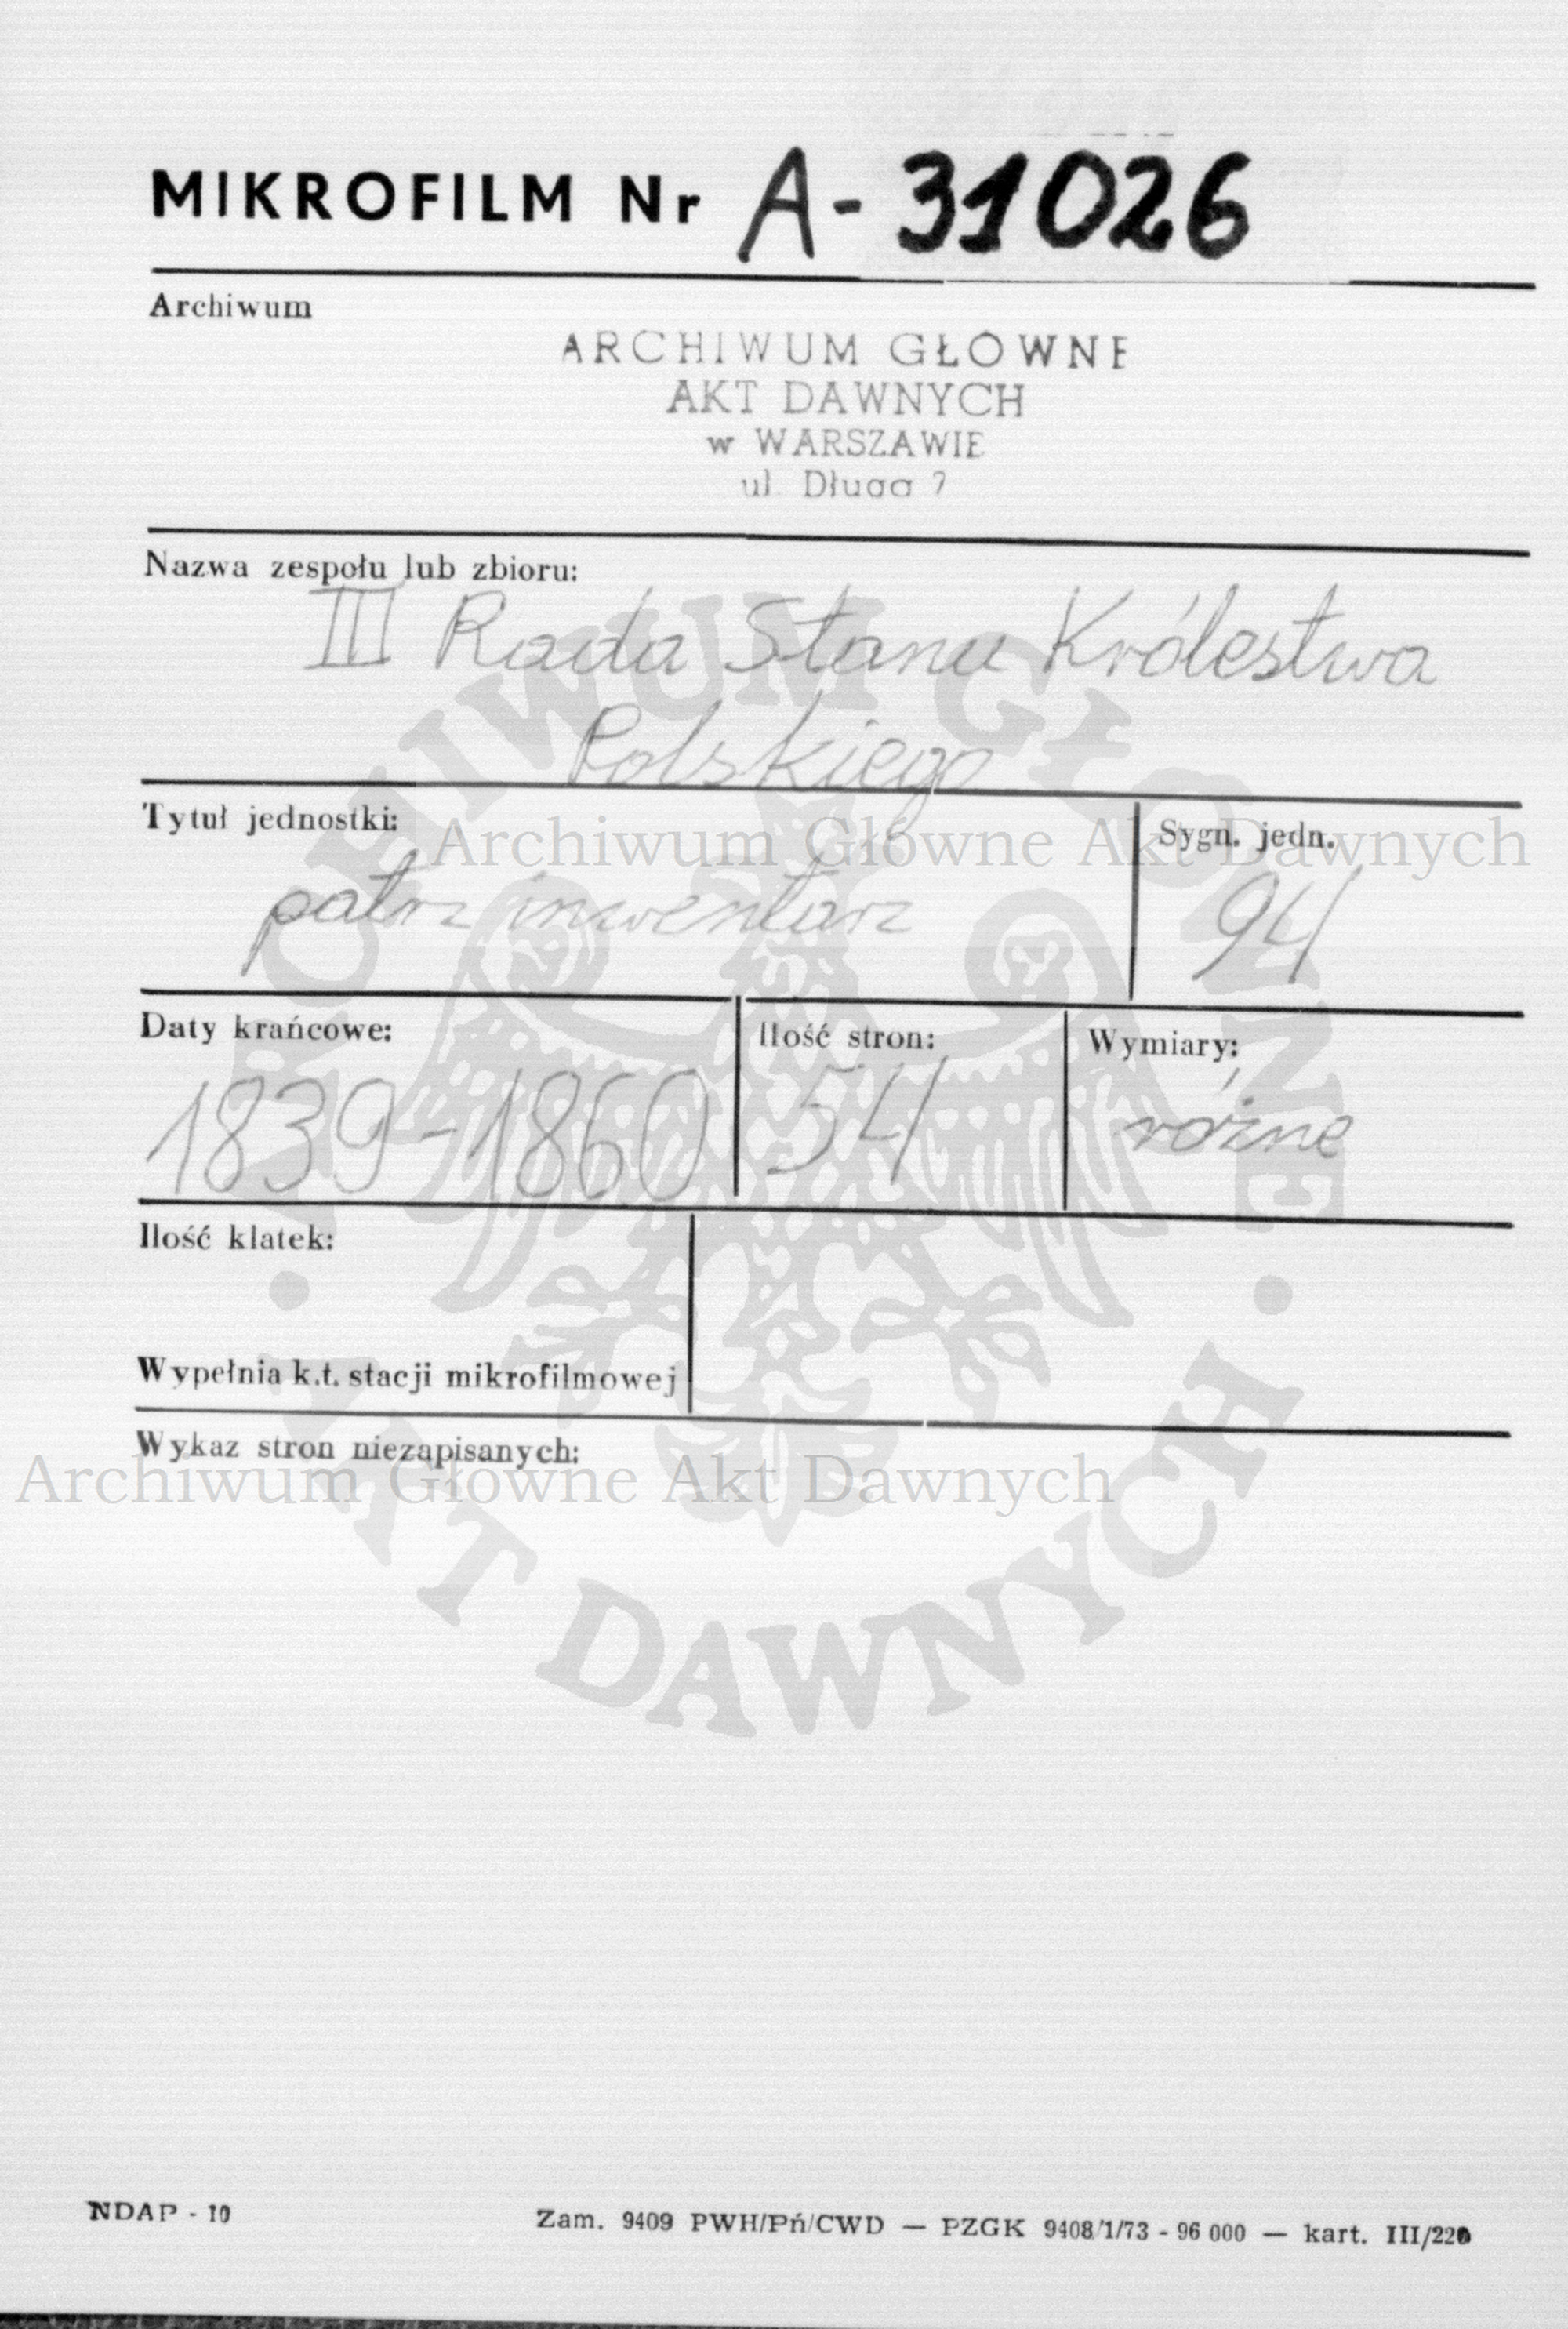 MIKROFILM Nr A-31026
Archiwum
ARCHIWUM GŁÓWNE
AKT DAWNYCH
w WARSZAWIE
ul. Długa 7
Nazwa zespołu lub zbioru:
III Rada Stanu Królestwa
Polskiego
Tytuł jednostki:
Sygn. jedn.
Archiwum Główne Akt Dawnych
patrz inwentarz
94
Daty krańcowe:
Ilość stron:
Wymiary:
1839-1860
54
różne
Ilość klatek:
Wypełnia k.t. stacji mikrofilmowej
Wykaz stron niezapisanych:
Archiwum Główne Akt Dawnych
ARCHIWUM GŁÓWNE
· AKT DAWNYCH ·
NDAP - 10
Zam. 9409 PWH/Pń/CWD — PZGK 9408/1/73 - 96 000 — kart. III/220